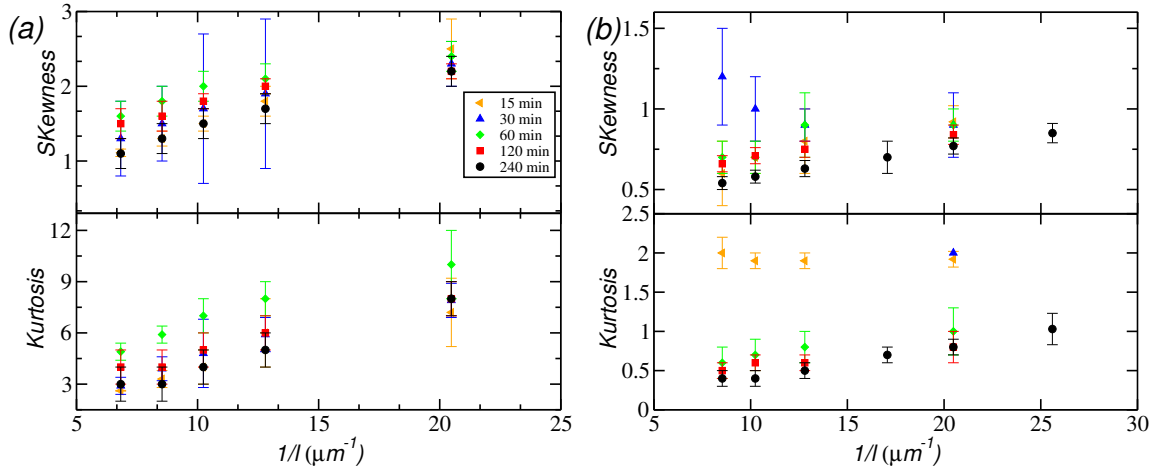 (a)
3
2
1
SKewness
15 min
30 min
60 min
120 min
240 min
12
9
6
3
Kurtosis
5 10 15 20 25
1/l (μm⁻¹)
(b)
1.5
1
0.5
SKewness
2.5
2
1.5
1
0.5
0
Kurtosis
5 10 15 20 25 30
1/l (μm⁻¹)